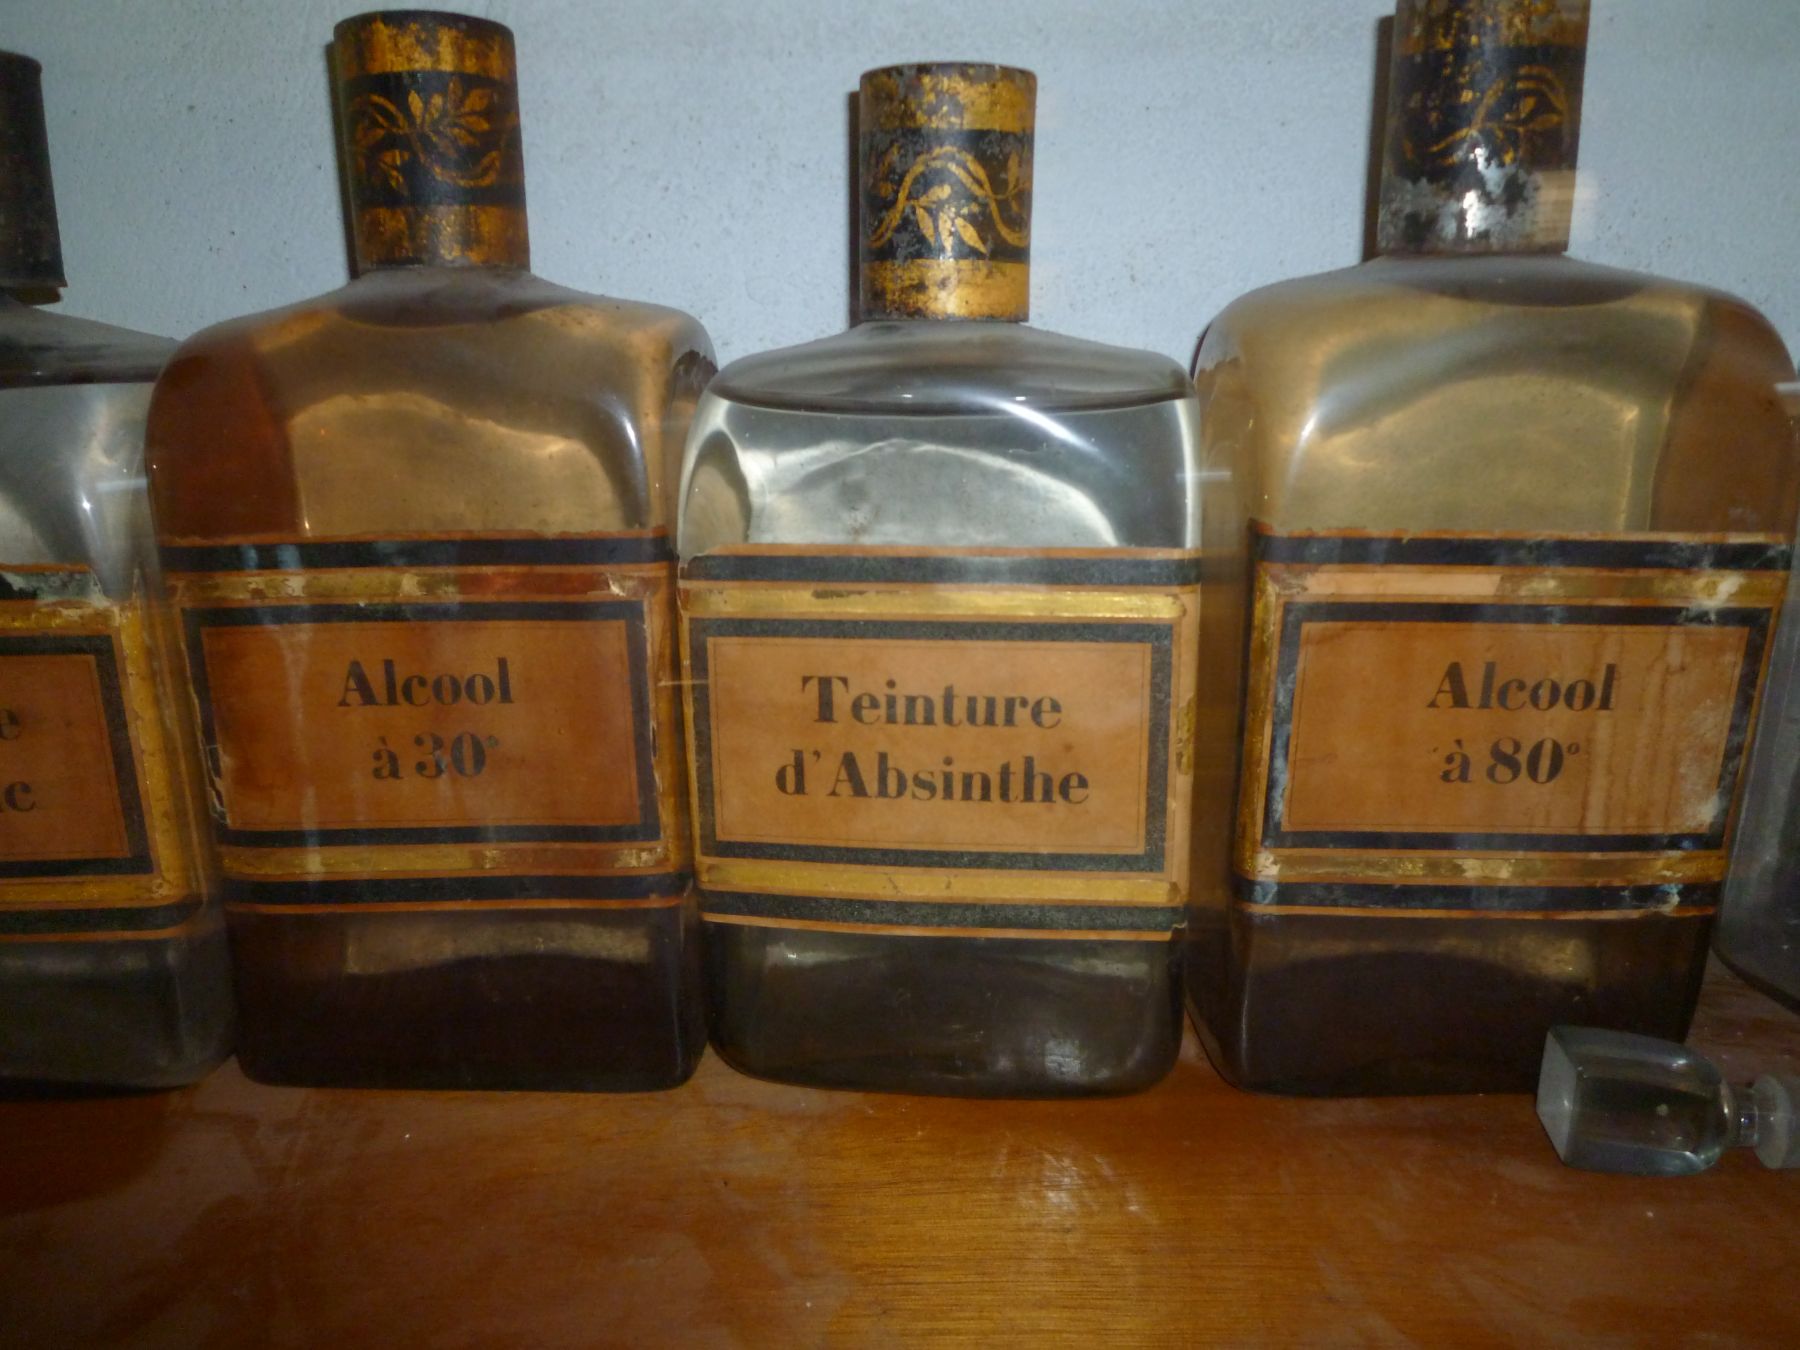 Alcool
à 30°
Teinture
d'Absinthe
Alcool
à 80°